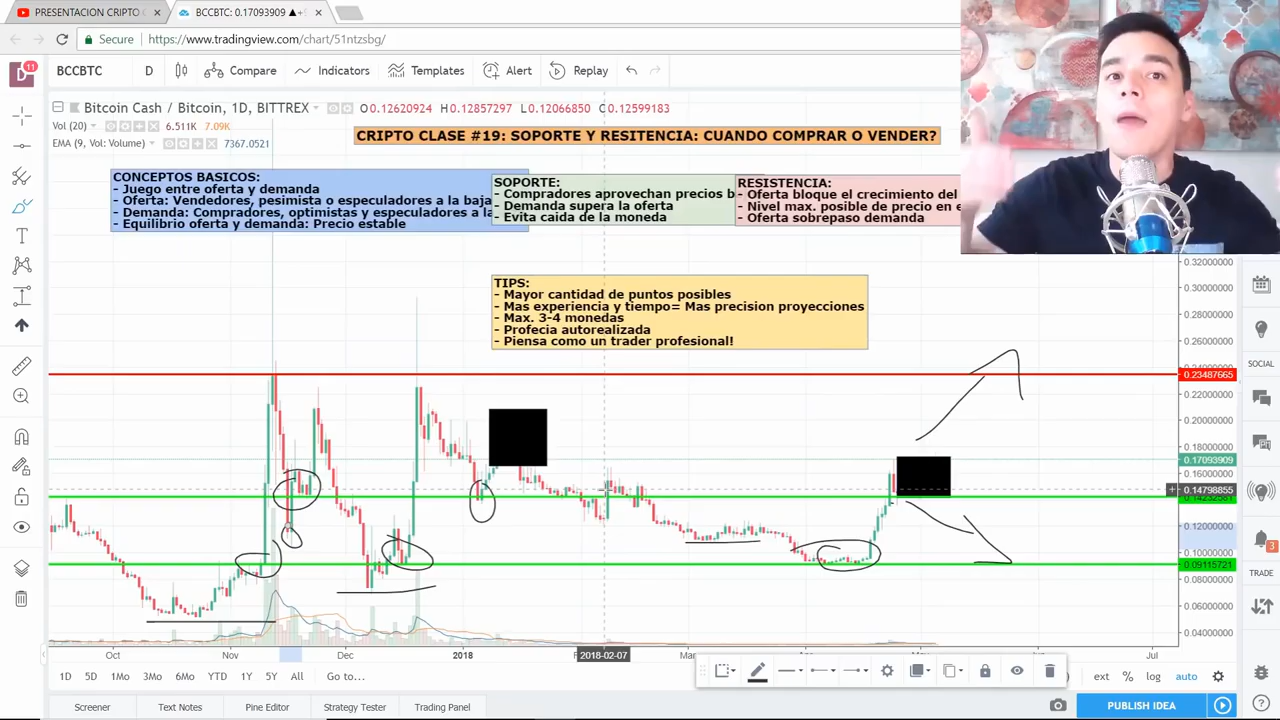 PRESENTACION CRIPTO
BCCBTC: 0.17093909
Secure
https://www.tradingview.com/chart/51ntzsbg/
D
11
BCCBTC
D
Compare
Indicators
Templates
Alert
Replay
Bitcoin Cash / Bitcoin, 1D, BITTREX
O0.12620924 H0.12857297 L0.12066850 C0.12599183
Vol (20)
6.511K 7.09K
EMA (9, Vol: Volume)
7367.0521
CRIPTO CLASE #19: SOPORTE Y RESITENCIA: CUANDO COMPRAR O VENDER?
CONCEPTOS BASICOS:
- Juego entre oferta y demanda
- Oferta: Vendedores, pesimista o especuladores a la baja
- Demanda: Compradores, optimistas y especuladores a la
- Equilibrio oferta y demanda: Precio estable
SOPORTE:
- Compradores aprovechan precios b
- Demanda supera la oferta
- Evita caida de la moneda
RESISTENCIA:
- Oferta bloque el crecimiento del
- Nivel max. posible de precio en e
- Oferta sobrepaso demanda
TIPS:
- Mayor cantidad de puntos posibles
- Mas experiencia y tiempo= Mas precision proyecciones
- Max. 3-4 monedas
- Profecia autorealizada
- Piensa como un trader profesional!
0.32000000
0.30000000
0.28000000
0.26000000
0.23487665
0.22000000
0.20000000
0.18000000
0.17093909
0.16000000
0.14798855
0.12000000
0.10000000
0.09115721
0.08000000
0.06000000
0.04000000
SOCIAL
3
TRADE
Oct
Nov
Dec
2018
2018-02-07
Mar
Jul
1D
5D
1Mo
3Mo
6Mo
YTD
1Y
5Y
All
Go to...
ext
%
log
auto
Screener
Text Notes
Pine Editor
Strategy Tester
Trading Panel
PUBLISH IDEA